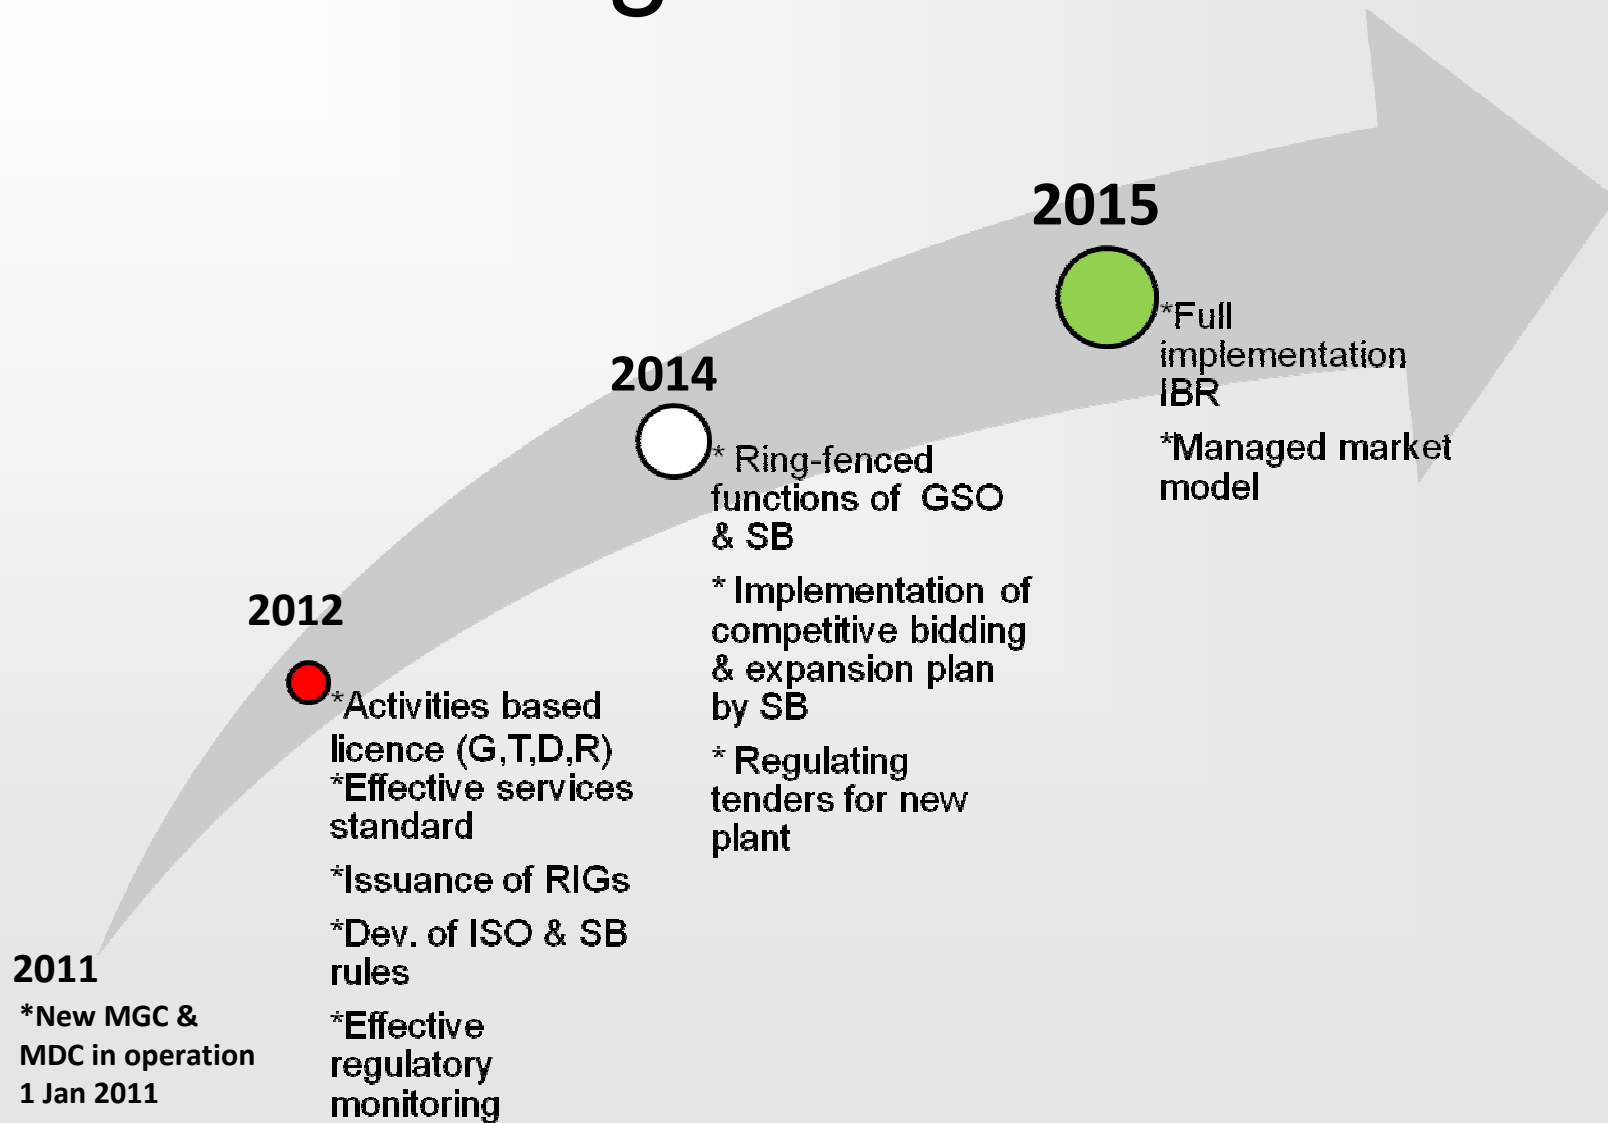 2015
*Full
implementation
IBR
*Managed market
model
2014
* Ring-fenced
functions of GSO
& SB
* Implementation of
competitive bidding
& expansion plan
by SB
* Regulating
tenders for new
plant
2012
*Activities based
licence (G,T,D,R)
*Effective services
standard
*Issuance of RIGs
*Dev. of ISO & SB
rules
*Effective
regulatory
monitoring
2011
*New MGC &
MDC in operation
1 Jan 2011